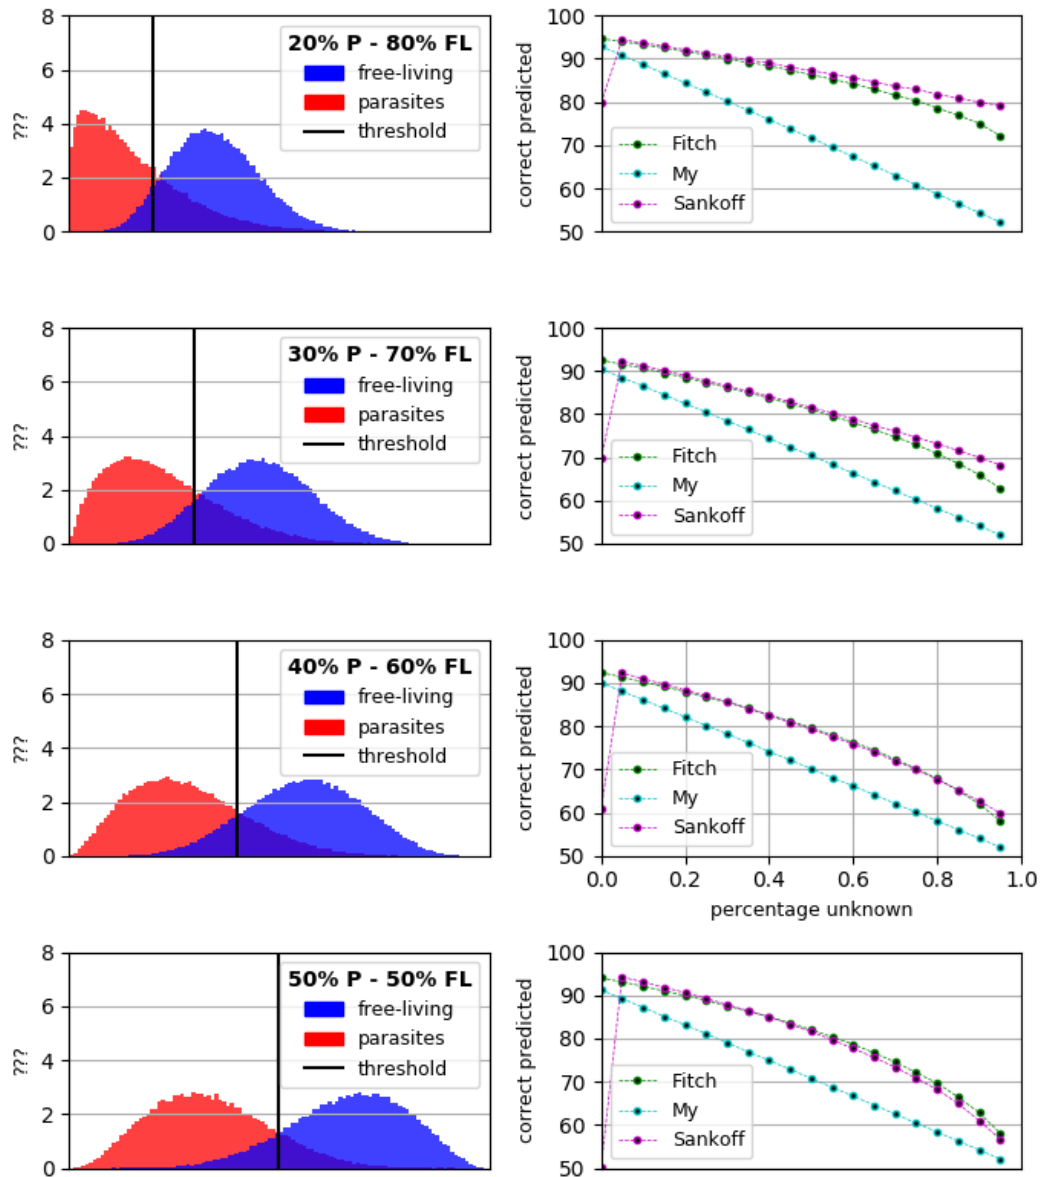 8
6
4
2
0
???
20% P - 80% FL
free-living
parasites
threshold
100
90
80
70
60
50
correct predicted
Fitch
My
Sankoff
8
6
4
2
0
???
30% P - 70% FL
free-living
parasites
threshold
100
90
80
70
60
50
correct predicted
Fitch
My
Sankoff
8
6
4
2
0
???
40% P - 60% FL
free-living
parasites
threshold
100
90
80
70
60
50
correct predicted
Fitch
My
Sankoff
0.0 0.2 0.4 0.6 0.8 1.0
percentage unknown
8
6
4
2
0
???
50% P - 50% FL
free-living
parasites
threshold
100
90
80
70
60
50
correct predicted
Fitch
My
Sankoff